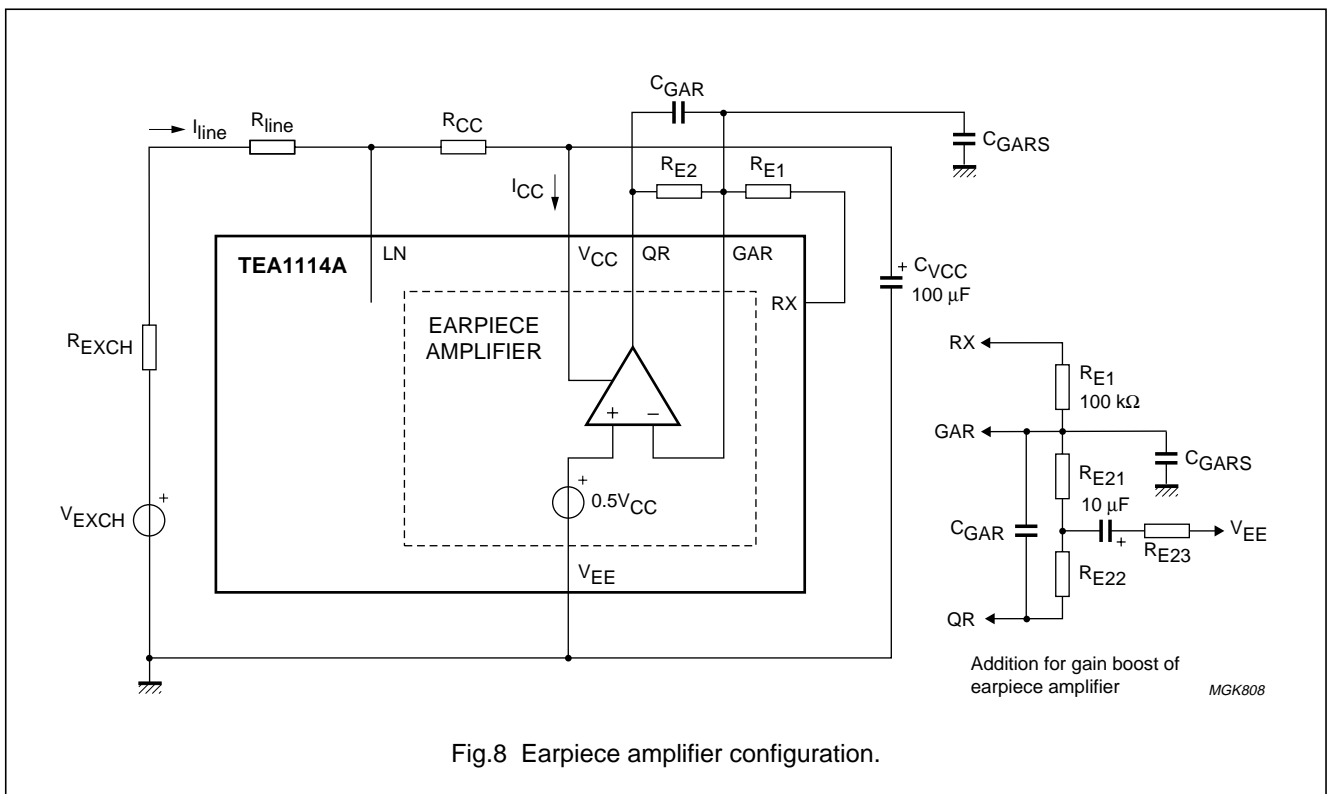 C_GAR
I_line
R_line
R_CC
C_GARS
R_E2
R_E1
I_CC
LN
V_CC
QR
GAR
TEA1114A
+
C_VCC
100 μF
RX
EARPIECE
AMPLIFIER
R_EXCH
RX
R_E1
100 kΩ
+
−
GAR
C_GARS
R_E21
+
0.5V_CC
10 μF
+
V_EXCH
C_GAR
+
V_EE
R_E23
V_EE
R_E22
QR
Addition for gain boost of
earpiece amplifier
MGK808
Fig.8 Earpiece amplifier configuration.